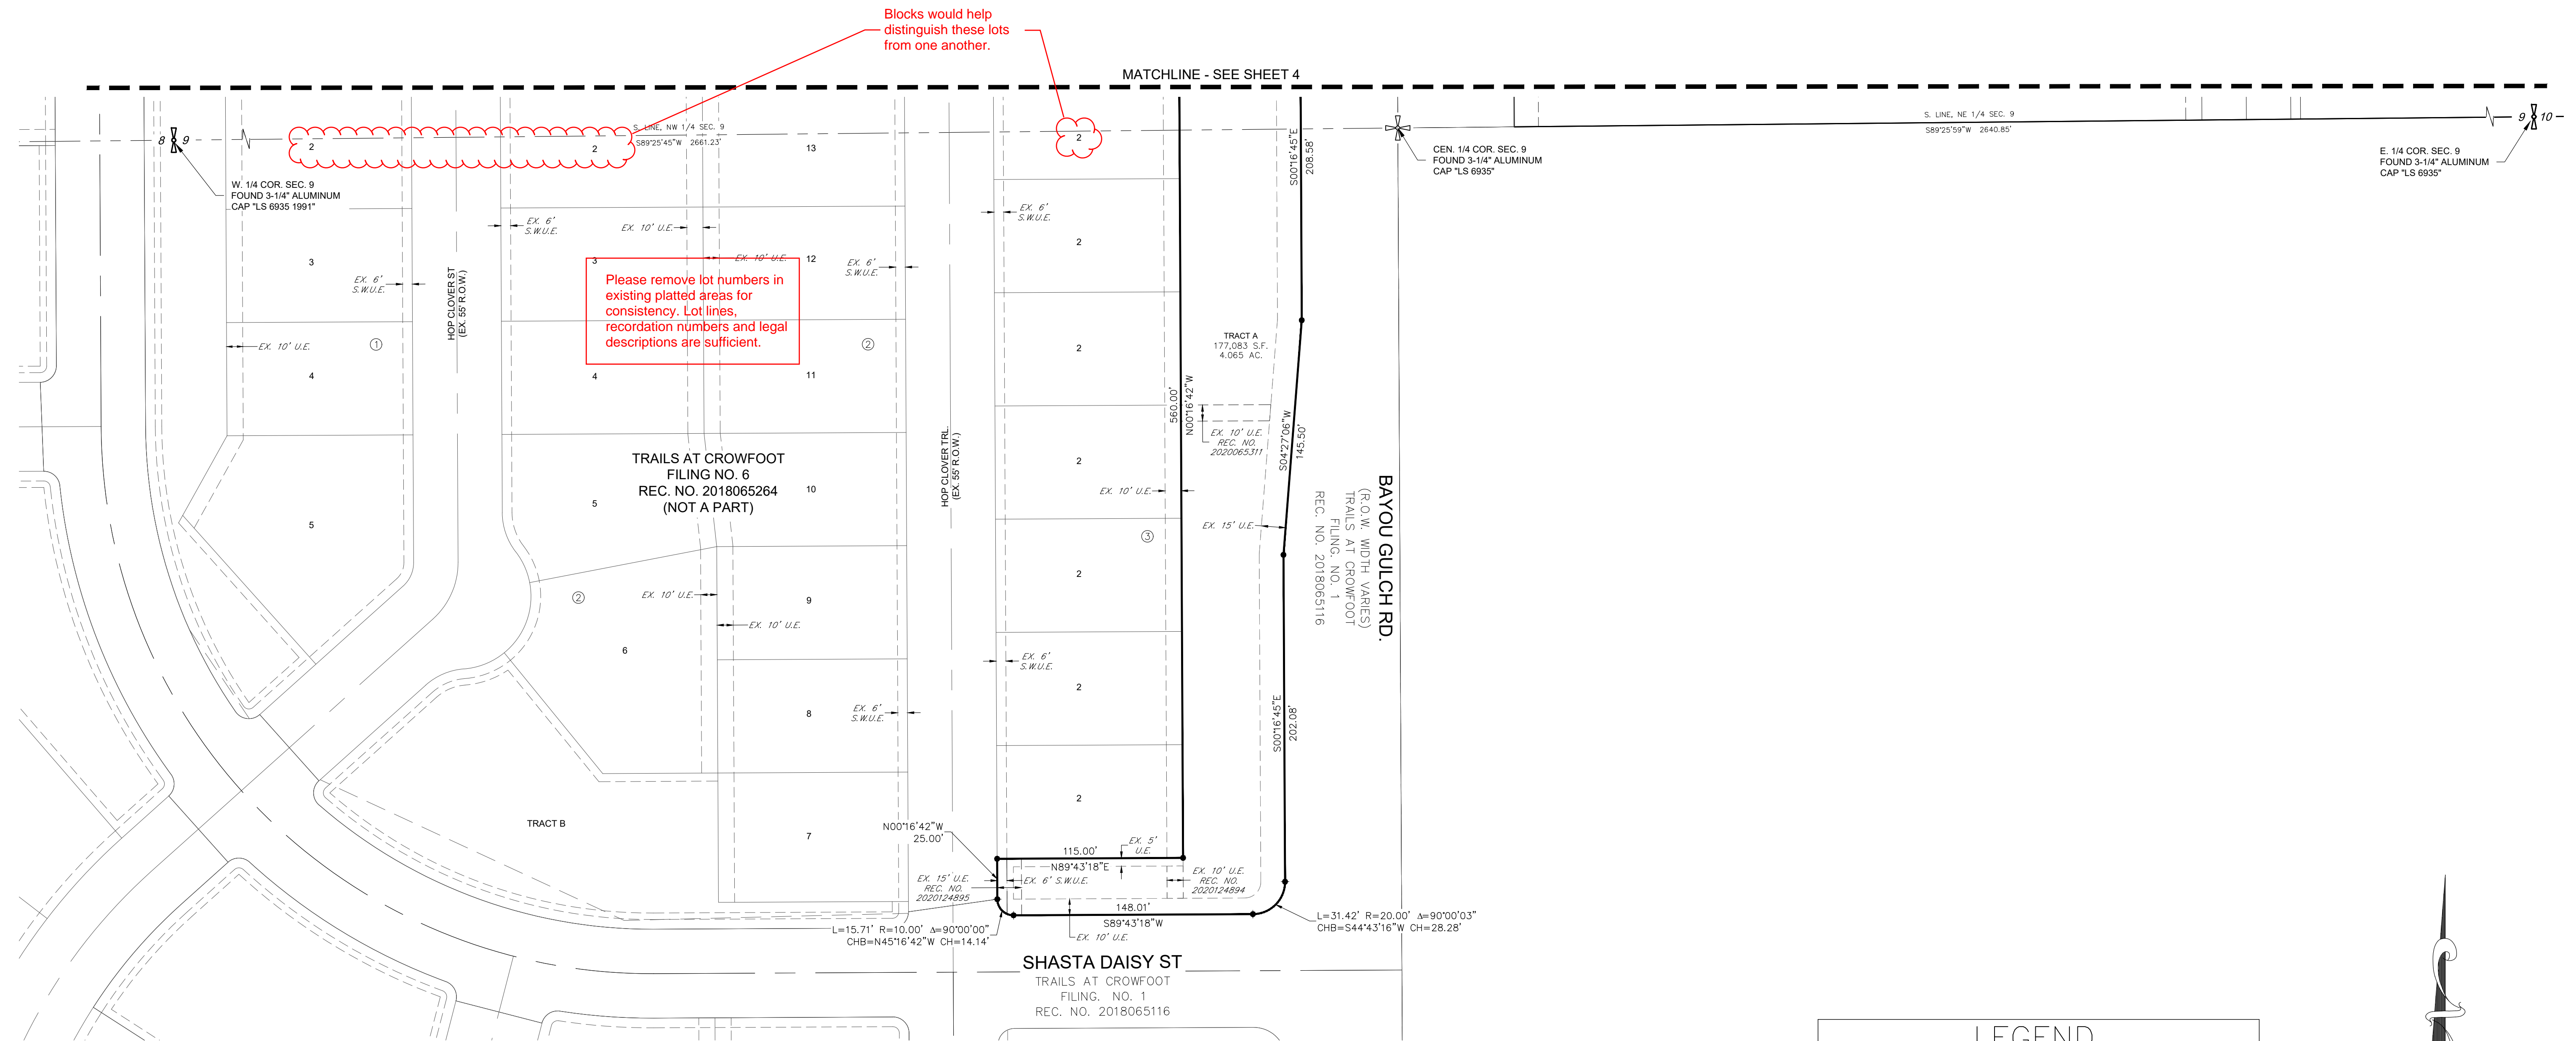 Blocks would help
distinguish these lots
from one another.
MATCHLINE - SEE SHEET 4
8 9
W. 1/4 COR. SEC. 9
FOUND 3-1/4" ALUMINUM
CAP "LS 6935 1991"
2
2
S. LINE, NW 1/4 SEC. 9
S89°25'45"W 2661.23'
13
2
CEN. 1/4 COR. SEC. 9
FOUND 3-1/4" ALUMINUM
CAP "LS 6935"
S. LINE, NE 1/4 SEC. 9
S89°25'59"W 2640.85'
9 10
E. 1/4 COR. SEC. 9
FOUND 3-1/4" ALUMINUM
CAP "LS 6935"
S00°16'45"E
208.58'
EX. 6'
S.W.U.E.
EX. 10' U.E.
EX. 6'
S.W.U.E.
2
3
EX. 6'
S.W.U.E.
HOP CLOVER ST
(EX. 55' R.O.W.)
3
EX. 10' U.E.
12
EX. 6'
S.W.U.E.
Please remove lot numbers in
existing platted areas for
consistency. Lot lines,
recordation numbers and legal
descriptions are sufficient.
EX. 10' U.E.
1
2
2
TRACT A
177,083 S.F.
4.065 AC.
4
4
11
560.00'
N00°16'42"W
EX. 10' U.E.
REC. NO.
2020065311
S04°27'06"W
145.50'
TRAILS AT CROWFOOT
FILING NO. 6
REC. NO. 2018065264
(NOT A PART)
HOP CLOVER TRL.
(EX. 55' R.O.W.)
2
EX. 10' U.E.
5
5
10
3
EX. 15' U.E.
BAYOU GULCH RD.
(R.O.W. WIDTH VARIES)
TRAILS AT CROWFOOT
FILING. NO. 1
REC. NO. 2018065116
2
2
EX. 10' U.E.
9
EX. 10' U.E.
6
EX. 6'
S.W.U.E.
2
EX. 6'
S.W.U.E.
8
S00°16'45"E
202.08'
2
TRACT B
7
N00°16'42"W
25.00'
115.00'
N89°43'18"E
EX. 5'
U.E.
EX. 15' U.E.
REC. NO.
2020124895
EX. 6' S.W.U.E.
EX. 10' U.E.
REC. NO.
2020124894
148.01'
S89°43'18"W
EX. 10' U.E.
L=15.71' R=10.00' Δ=90°00'00"
CHB=N45°16'42"W CH=14.14'
L=31.42' R=20.00' Δ=90°00'03"
CHB=S44°43'16"W CH=28.28'
SHASTA DAISY ST
TRAILS AT CROWFOOT
FILING. NO. 1
REC. NO. 2018065116
LEGEND